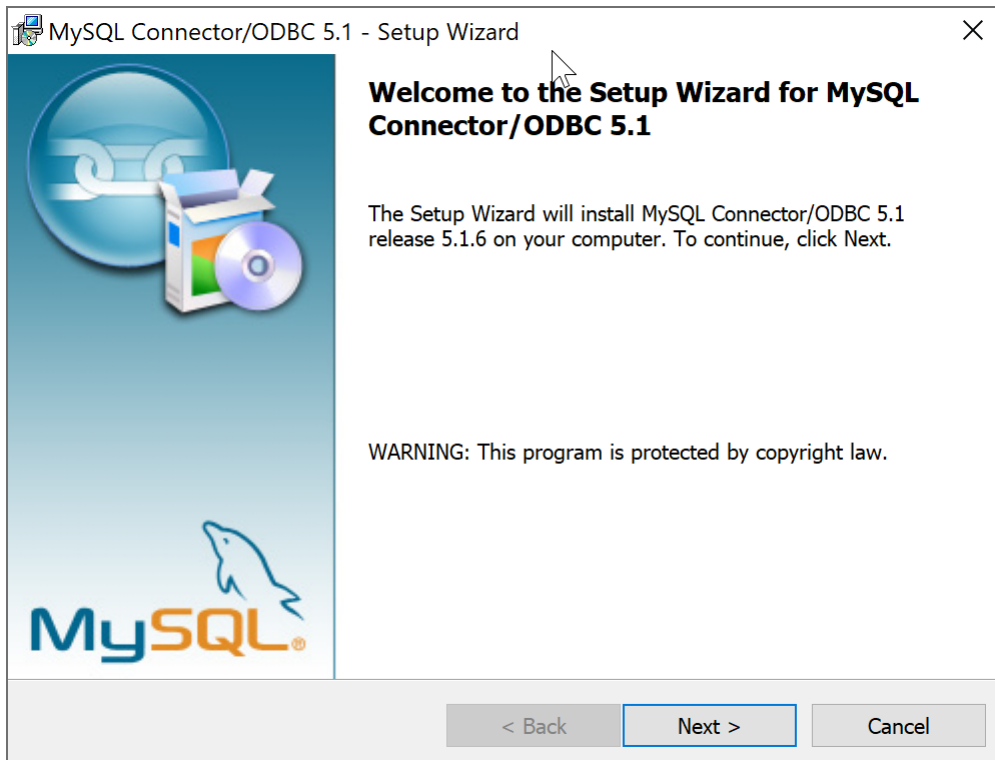 MySQL Connector/ODBC 5.1 - Setup Wizard
Welcome to the Setup Wizard for MySQL
Connector/ODBC 5.1
The Setup Wizard will install MySQL Connector/ODBC 5.1
release 5.1.6 on your computer. To continue, click Next.
WARNING: This program is protected by copyright law.
MySQL®
< Back
Next >
Cancel